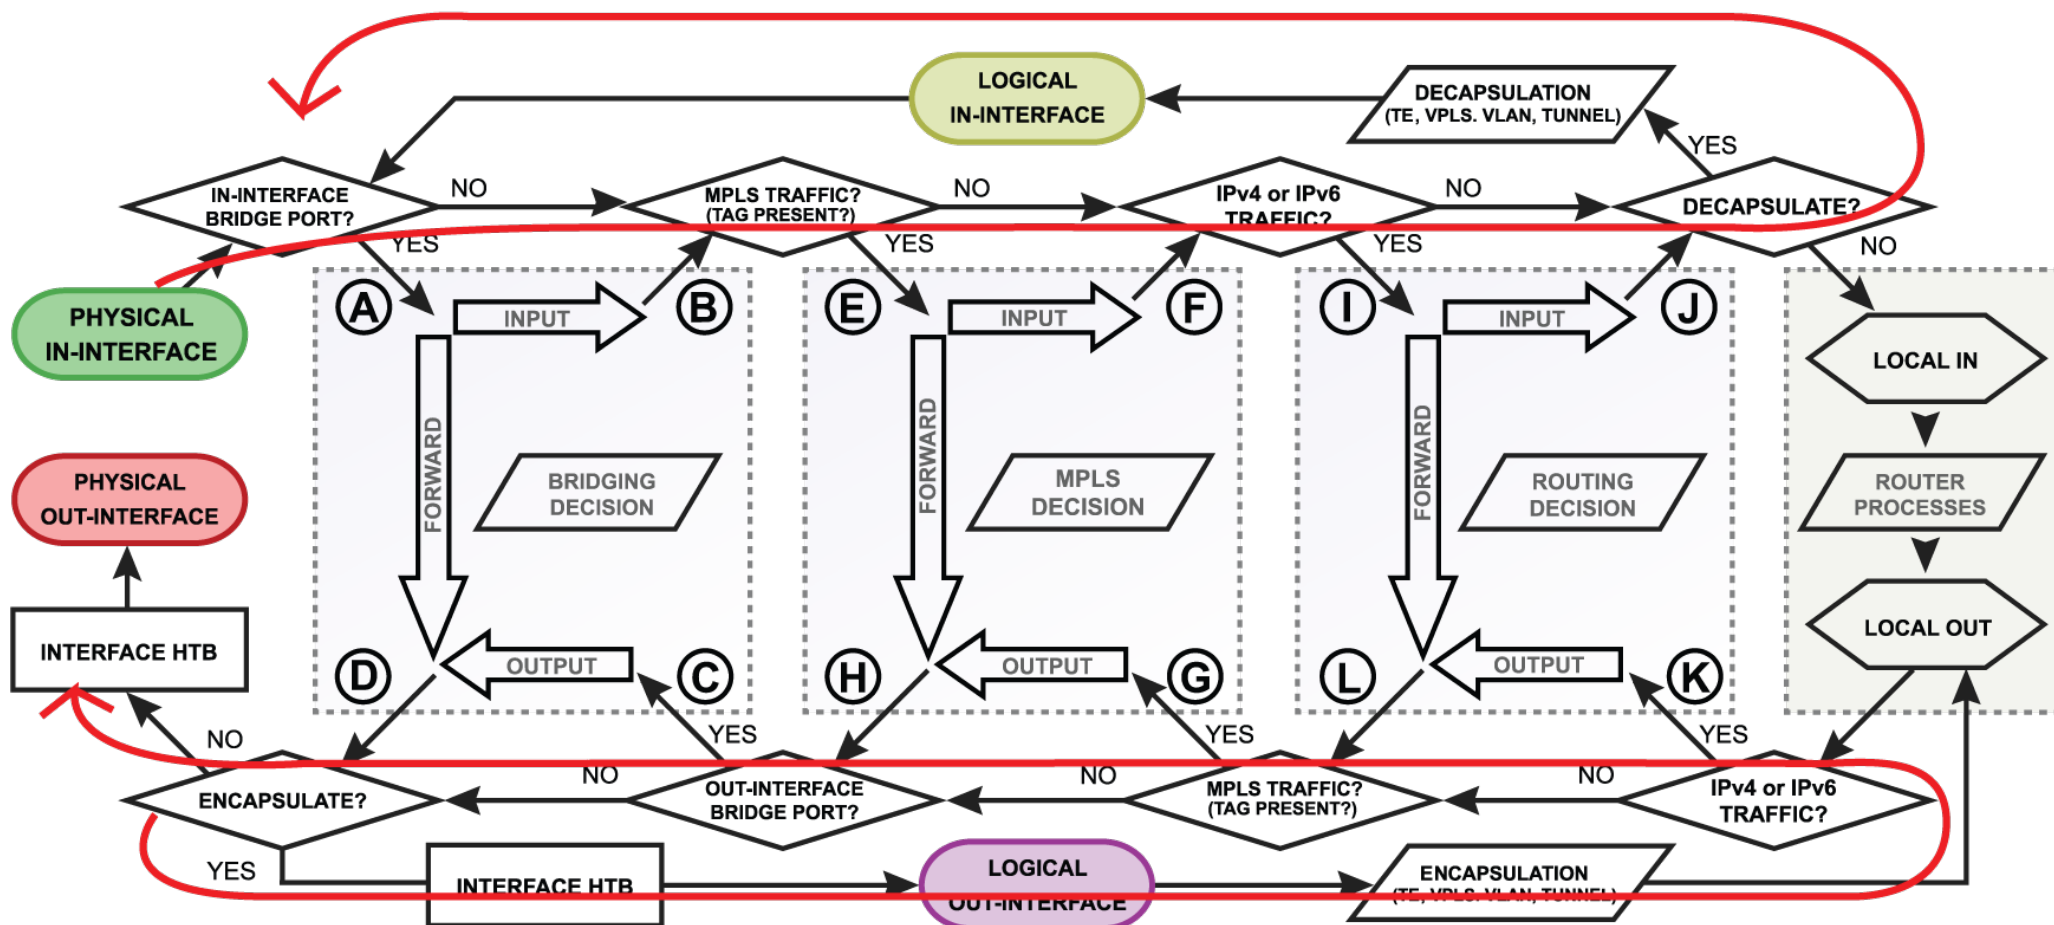 LOGICAL
IN-INTERFACE
DECAPSULATION
(TE, VPLS. VLAN, TUNNEL)
YES
IN-INTERFACE
BRIDGE PORT?
NO
MPLS TRAFFIC?
(TAG PRESENT?)
NO
IPv4 or IPv6
TRAFFIC?
NO
DECAPSULATE?
YES
YES
YES
NO
PHYSICAL
IN-INTERFACE
A
INPUT
B
E
INPUT
F
I
INPUT
J
LOCAL IN
FORWARD
FORWARD
FORWARD
PHYSICAL
OUT-INTERFACE
BRIDGING
DECISION
MPLS
DECISION
ROUTING
DECISION
ROUTER
PROCESSES
INTERFACE HTB
D
OUTPUT
C
H
OUTPUT
G
L
OUTPUT
K
LOCAL OUT
NO
YES
YES
YES
ENCAPSULATE?
NO
OUT-INTERFACE
BRIDGE PORT?
NO
MPLS TRAFFIC?
(TAG PRESENT?)
NO
IPv4 or IPv6
TRAFFIC?
YES
INTERFACE HTB
LOGICAL
OUT-INTERFACE
ENCAPSULATION
(TE, VPLS. VLAN, TUNNEL)